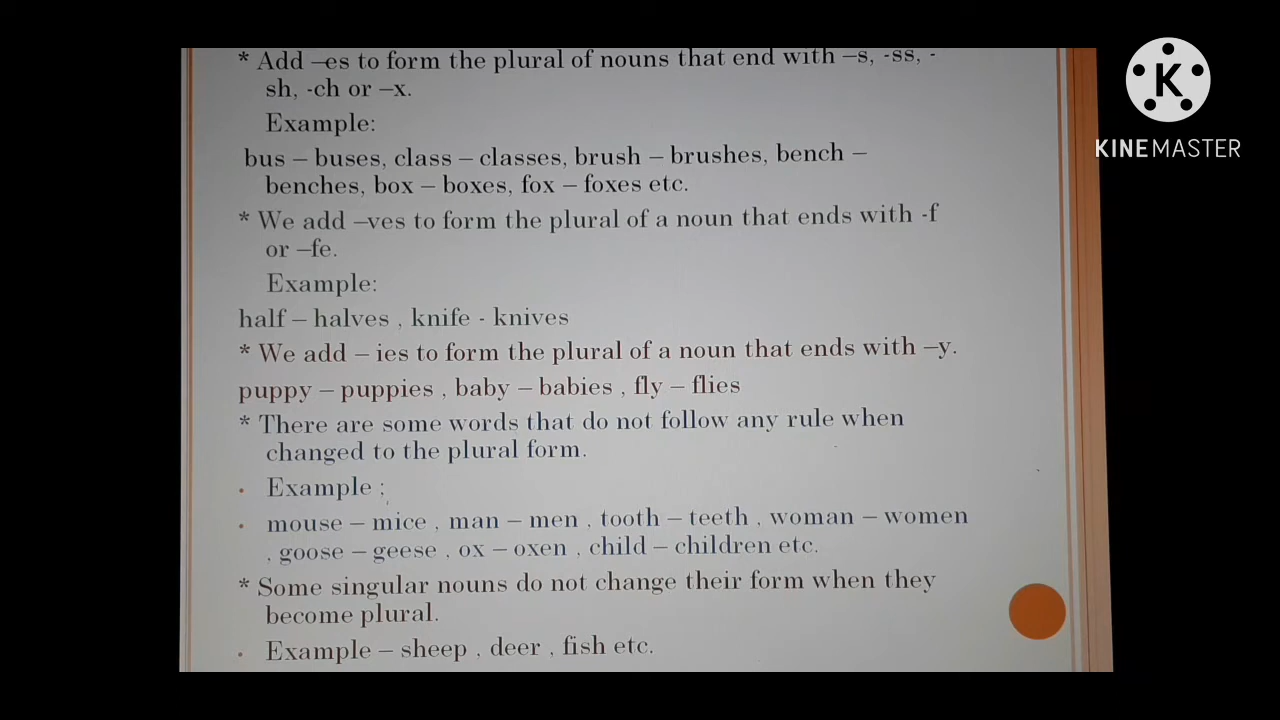 * Add –es to form the plural of nouns that end with –s, -ss, -
sh, -ch or –x.
Example:
bus – buses, class – classes, brush – brushes, bench –
benches, box – boxes, fox – foxes etc.
* We add –ves to form the plural of a noun that ends with -f
or –fe.
Example:
half – halves , knife - knives
* We add – ies to form the plural of a noun that ends with –y.
puppy – puppies , baby – babies , fly – flies
* There are some words that do not follow any rule when
changed to the plural form.
• Example ;
• mouse – mice , man – men , tooth – teeth , woman – women
, goose – geese , ox – oxen , child – children etc.
* Some singular nouns do not change their form when they
become plural.
• Example – sheep , deer , fish etc.
K
KINEMASTER